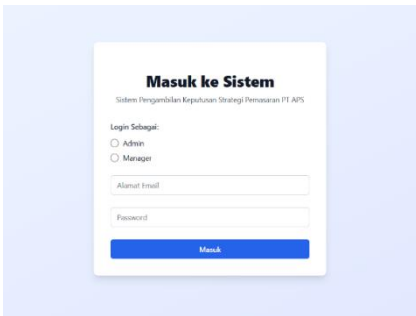 Masuk ke Sistem
Sistem Pengambilan Keputusan Strategi Pemasaran PT APS
Login Sebagai:
Admin
Manager
Alamat Email
Password
Masuk